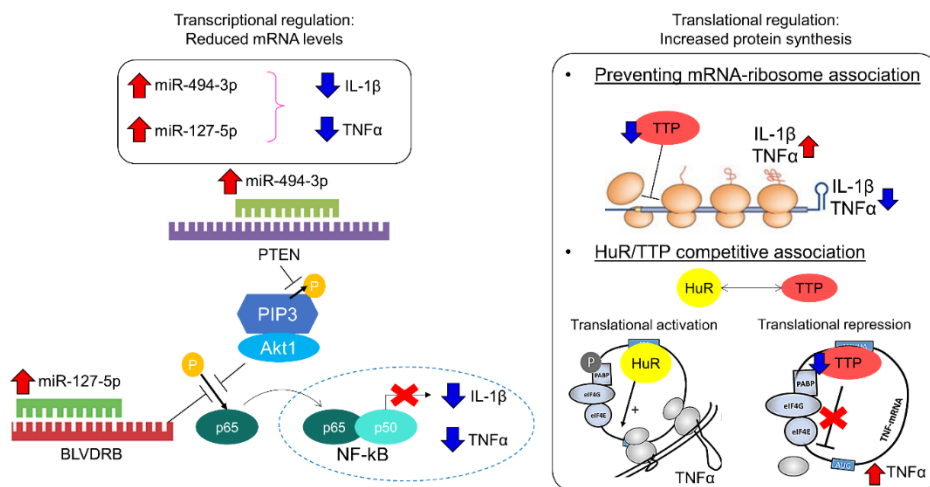 Transcriptional regulation:
Reduced mRNA levels
miR-494-3p
IL-1β
miR-127-5p
TNFα
miR-494-3p
PTEN
P
PIP3
Akt1
P
miR-127-5p
BLVDRB
p65
p65
p50
NF-kB
IL-1β
TNFα
Translational regulation:
Increased protein synthesis
• Preventing mRNA-ribosome association
TTP
IL-1β
TNFα
IL-1β
TNFα
• HuR/TTP competitive association
HuR
TTP
Translational activation
P
PABP
HuR
eIF4G
eIF4E
+
TNFα
Translational repression
TTP
PABP
eIF4G
eIF4E
TNF-mRNA
AUG
TNFα